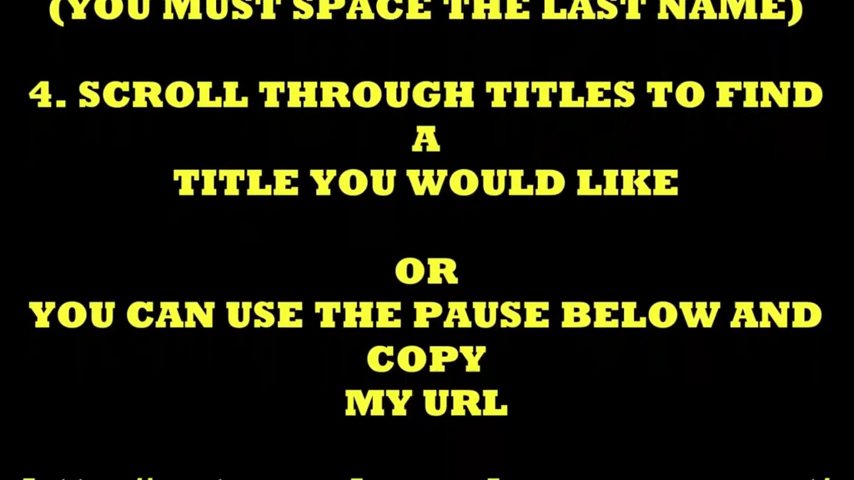 (YOU MUST SPACE THE LAST NAME)
4. SCROLL THROUGH TITLES TO FIND
A
TITLE YOU WOULD LIKE
OR
YOU CAN USE THE PAUSE BELOW AND
COPY
MY URL